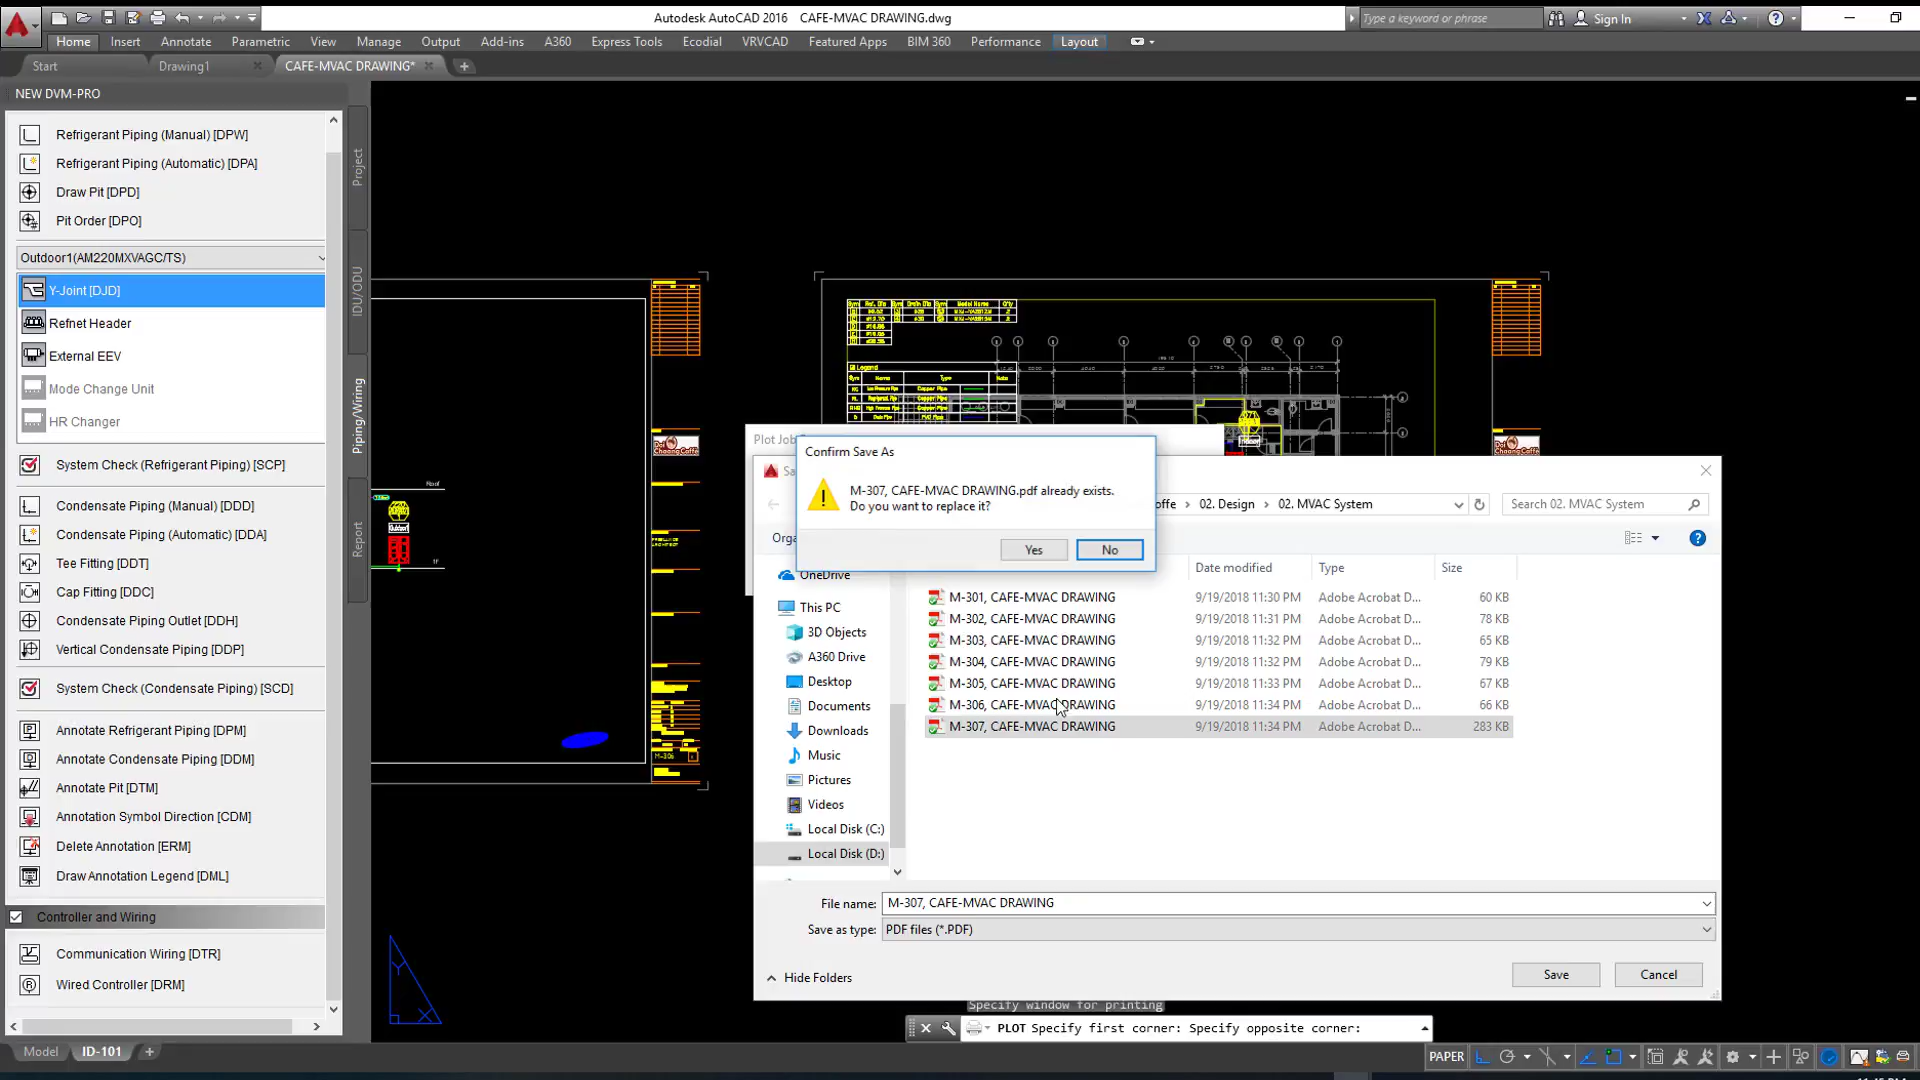 Autodesk AutoCAD 2016 CAFE-MVAC DRAWING.dwg
Type a keyword or phrase
Sign In
Home Insert Annotate Parametric View Manage Output Add-ins A360 Express Tools Ecodial VRVCAD Featured Apps BIM 360 Performance Layout
Start Drawing1 CAFE-MVAC DRAWING*
NEW DVM-PRO
Refrigerant Piping (Manual) [DPW]
Refrigerant Piping (Automatic) [DPA]
Draw Pit [DPD]
Pit Order [DPO]
Outdoor1(AM220MXVAGC/TS)
Y-Joint [DJD]
Refnet Header
External EEV
Mode Change Unit
HR Changer
System Check (Refrigerant Piping) [SCP]
Condensate Piping (Manual) [DDD]
Condensate Piping (Automatic) [DDA]
Tee Fitting [DDT]
Cap Fitting [DDC]
Condensate Piping Outlet [DDH]
Vertical Condensate Piping [DDP]
System Check (Condensate Piping) [SCD]
Annotate Refrigerant Piping [DPM]
Annotate Condensate Piping [DDM]
Annotate Pit [DTM]
Annotation Symbol Direction [CDM]
Delete Annotation [ERM]
Draw Annotation Legend [DML]
Controller and Wiring
Communication Wiring [DTR]
Wired Controller [DRM]
Project
IDU/ODU
Piping/Wiring
Report
Model ID-101
Roof
1F
M-306
Legend
Plot Job
Confirm Save As
M-307, CAFE-MVAC DRAWING.pdf already exists.
Do you want to replace it?
Yes No
02. Design > 02. MVAC System
Search 02. MVAC System
Date modified Type Size
OneDrive
This PC
3D Objects
A360 Drive
Desktop
Documents
Downloads
Music
Pictures
Videos
Local Disk (C:)
Local Disk (D:)
M-301, CAFE-MVAC DRAWING 9/19/2018 11:30 PM Adobe Acrobat D... 60 KB
M-302, CAFE-MVAC DRAWING 9/19/2018 11:31 PM Adobe Acrobat D... 78 KB
M-303, CAFE-MVAC DRAWING 9/19/2018 11:32 PM Adobe Acrobat D... 65 KB
M-304, CAFE-MVAC DRAWING 9/19/2018 11:32 PM Adobe Acrobat D... 79 KB
M-305, CAFE-MVAC DRAWING 9/19/2018 11:33 PM Adobe Acrobat D... 67 KB
M-306, CAFE-MVAC DRAWING 9/19/2018 11:34 PM Adobe Acrobat D... 66 KB
M-307, CAFE-MVAC DRAWING 9/19/2018 11:34 PM Adobe Acrobat D... 283 KB
File name: M-307, CAFE-MVAC DRAWING
Save as type: PDF files (*.PDF)
Hide Folders
Save Cancel
Specify window for printing
PLOT Specify first corner: Specify opposite corner:
PAPER